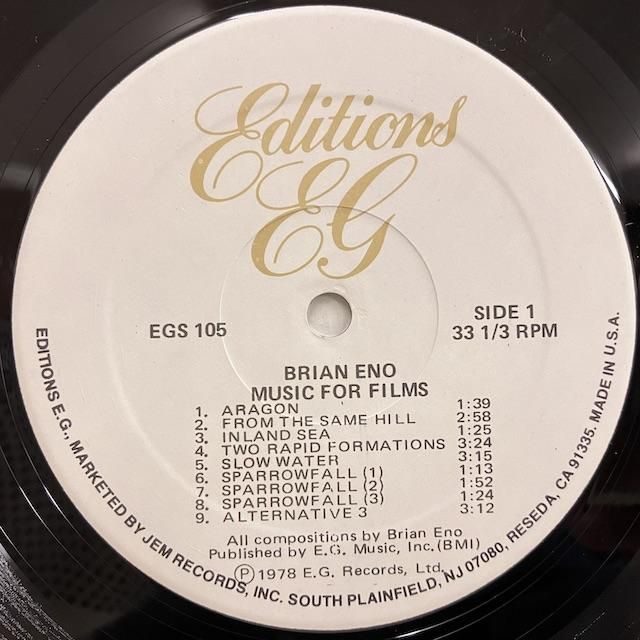 Editions
EG
EGS 105
SIDE 1
33 1/3 RPM
BRIAN ENO
MUSIC FOR FILMS
1. ARAGON 1:39
2. FROM THE SAME HILL 2:58
3. INLAND SEA 1:25
4. TWO RAPID FORMATIONS 3:24
5. SLOW WATER 3:15
6. SPARROWFALL (1) 1:13
7. SPARROWFALL (2) 1:52
8. SPARROWFALL (3) 1:24
9. ALTERNATIVE 3 3:12
All compositions by Brian Eno
Published by E.G. Music, Inc. (BMI)
Ⓟ 1978 E.G. Records, Ltd.
EDITIONS E.G., MARKETED BY JEM RECORDS, INC. SOUTH PLAINFIELD, NJ 07080, RESEDA, CA 91335. MADE IN U.S.A.